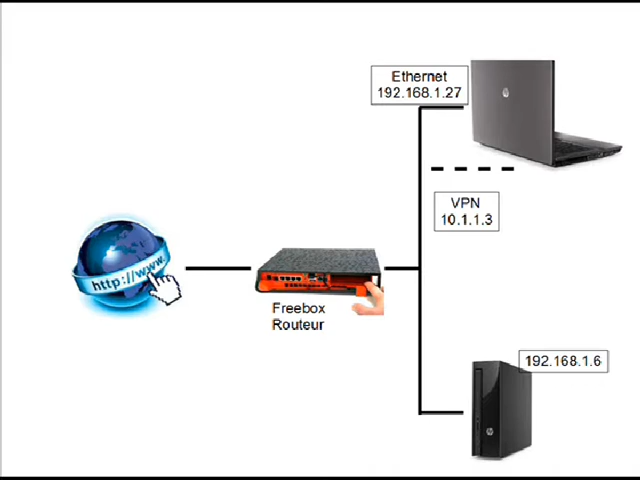 Ethernet
192.168.1.27
VPN
10.1.1.3
http://www.
Freebox
Routeur
192.168.1.6